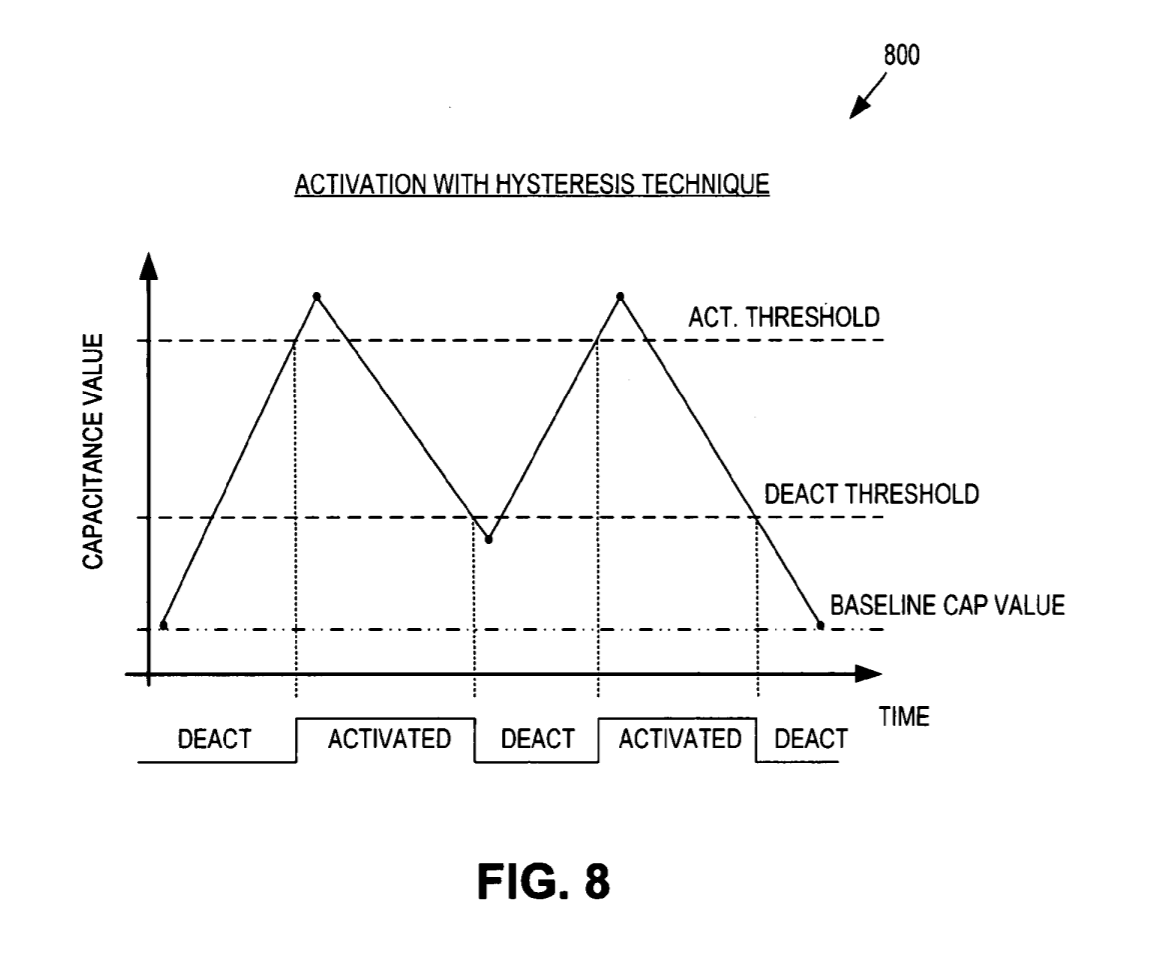 800
ACTIVATION WITH HYSTERESIS TECHNIQUE
CAPACITANCE VALUE
ACT. THRESHOLD
DEACT THRESHOLD
BASELINE CAP VALUE
TIME
DEACT
ACTIVATED
DEACT
ACTIVATED
DEACT
FIG. 8